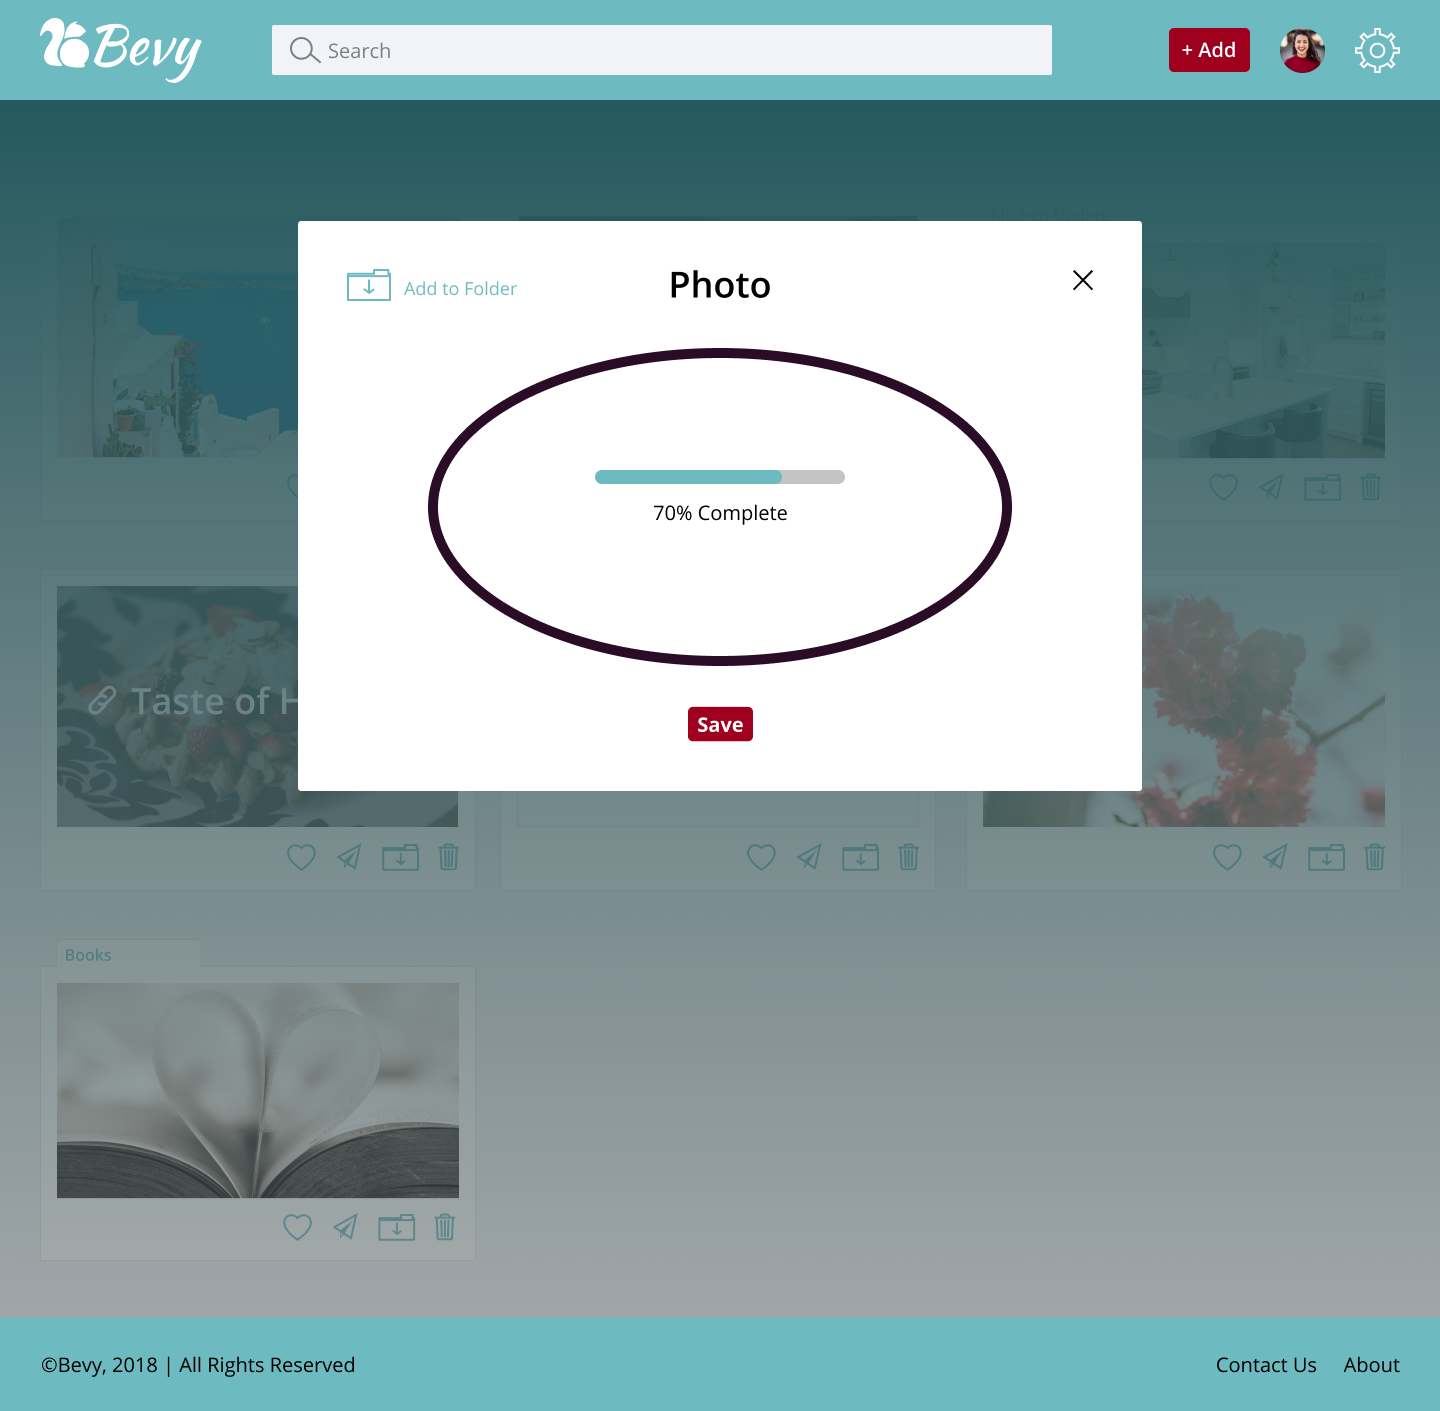 Bevy
Search
+ Add
Add to Folder
Photo
70% Complete
Taste of H
Save
Books
©Bevy, 2018 | All Rights Reserved
Contact Us
About